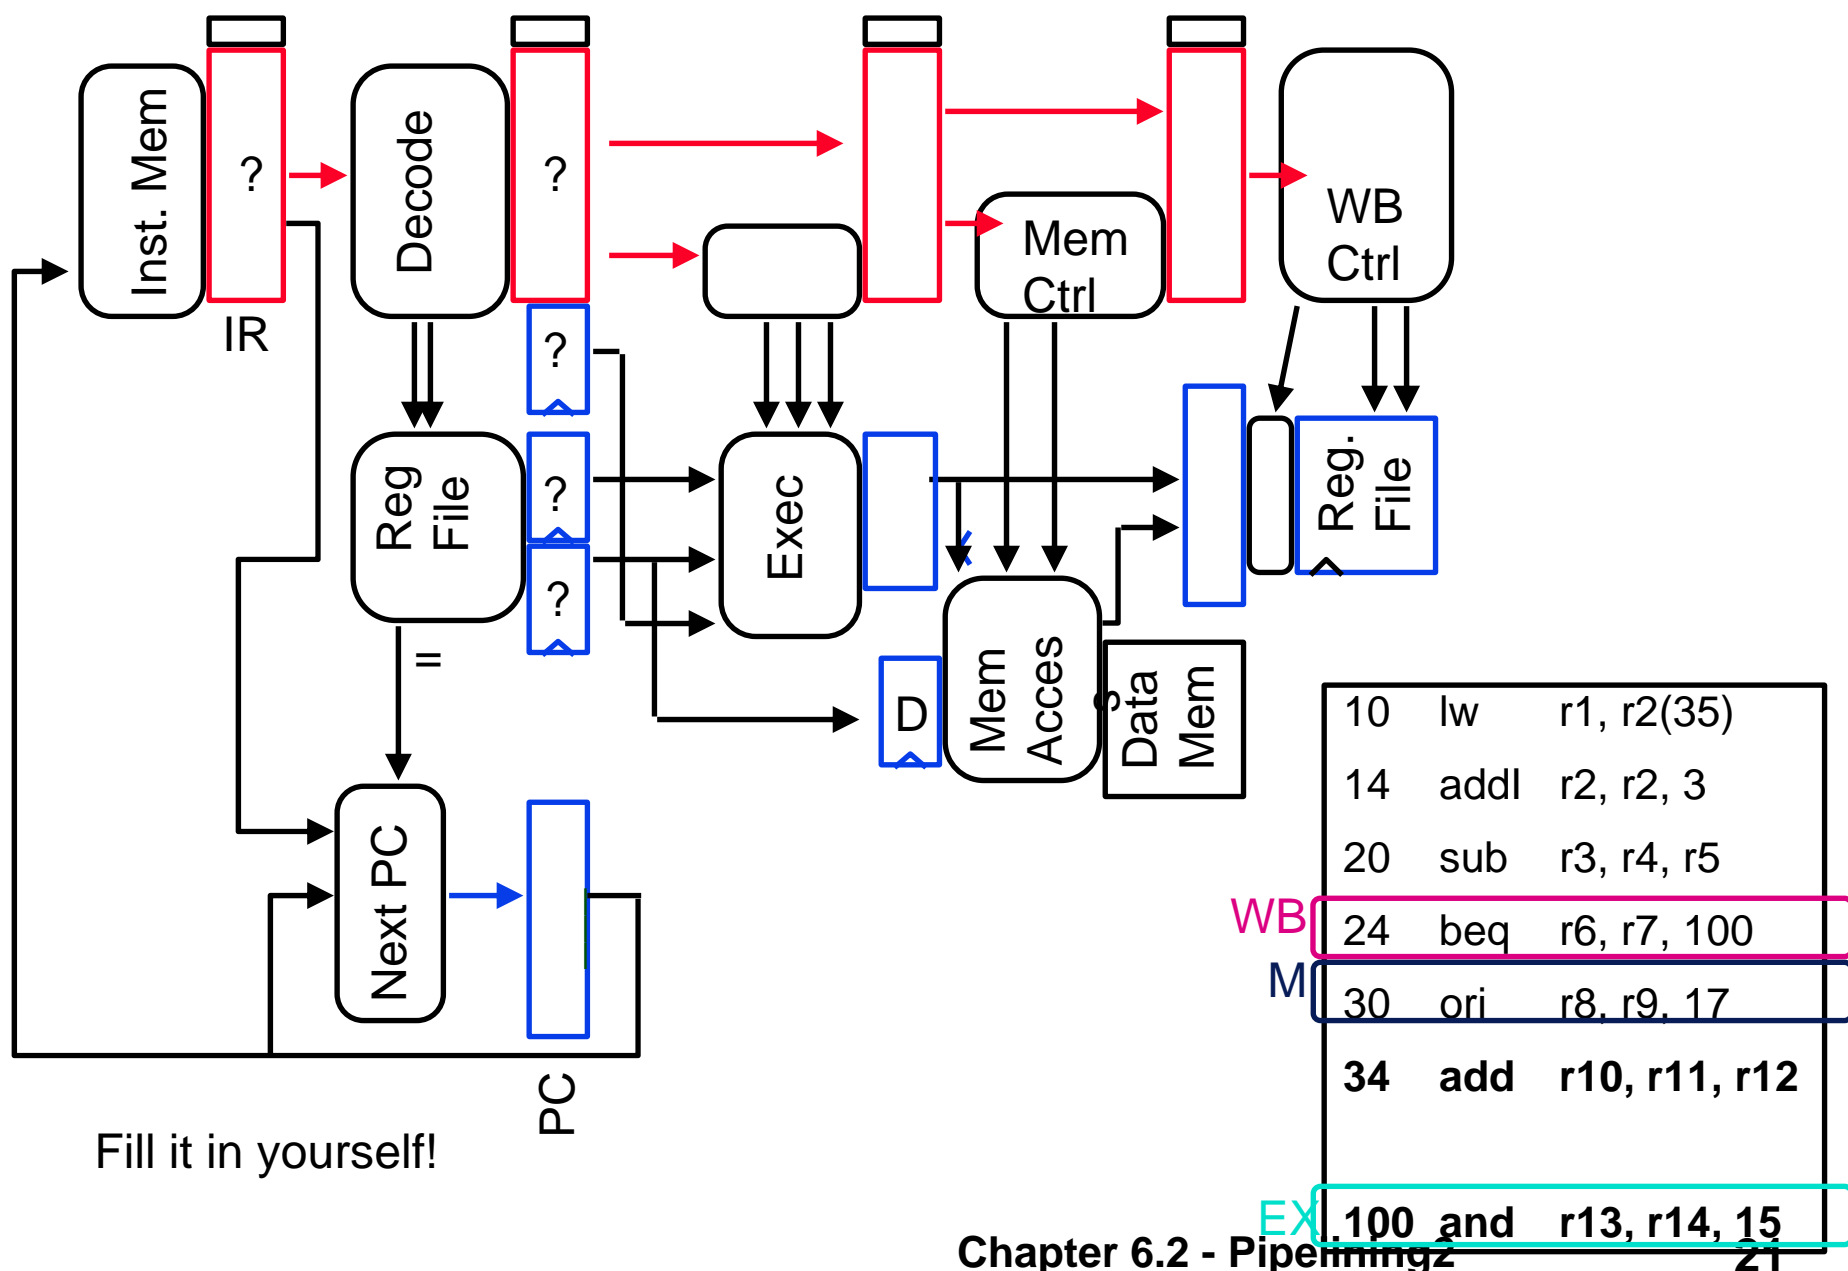 Inst. Mem
?
IR
Decode
?
?
Reg
File
?
?
=
Exec
Mem
Ctrl
WB
Ctrl
Reg.
File
D
Mem
Acces
s
Data
Mem
Next PC
PC
10 lw r1, r2(35)
14 addI r2, r2, 3
20 sub r3, r4, r5
WB
24 beq r6, r7, 100
M
30 ori r8, r9, 17
34 add r10, r11, r12
EX
100 and r13, r14, 15
Fill it in yourself!
Chapter 6.2 - Pipelining2
21